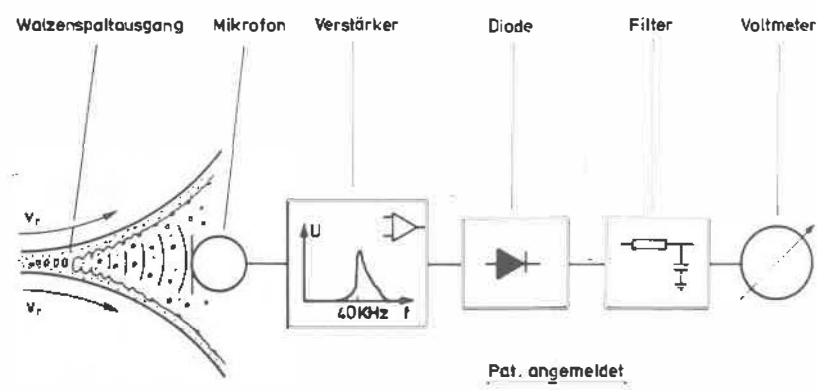 Walzenspaltausgang Mikrofon Verstärker Diode Filter Voltmeter
Vr
U
Vr
40KHz f
Pat. angemeldet